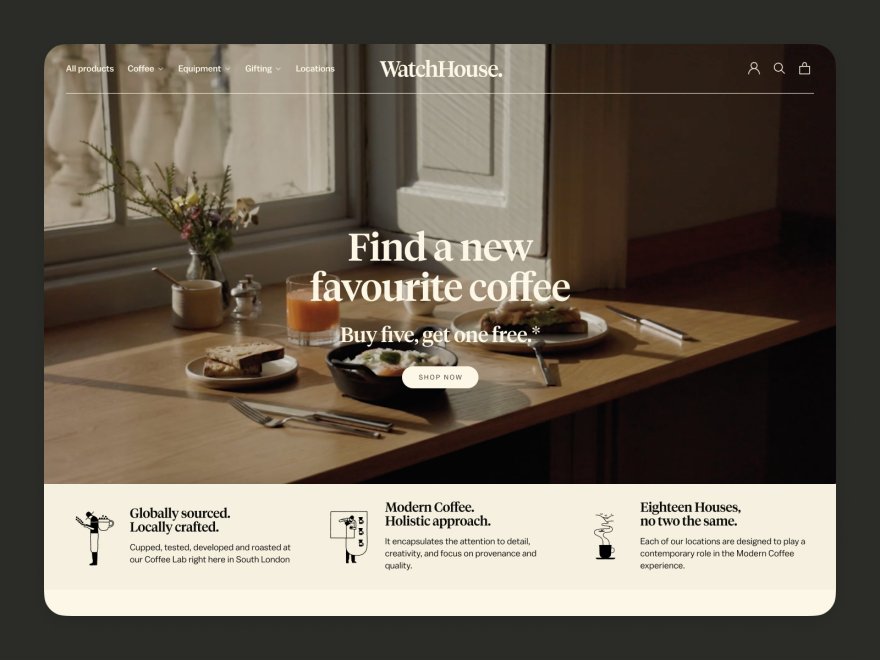 All products Coffee Equipment Gifting Locations
WatchHouse.
Find a new
favourite coffee
Buy five, get one free.*
SHOP NOW
Globally sourced.
Locally crafted.
Cupped, tested, developed and roasted at
our Coffee Lab right here in South London
Modern Coffee.
Holistic approach.
It encapsulates the attention to detail,
creativity, and focus on provenance and
quality.
Eighteen Houses,
no two the same.
Each of our locations are designed to play a
contemporary role in the Modern Coffee
experience.